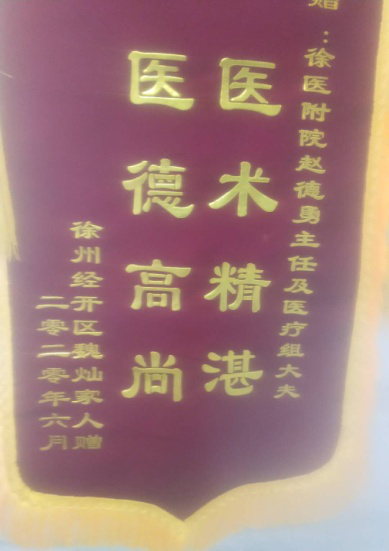 赠：徐医附院赵德勇主任及医疗组大夫
医术精湛
医德高尚
徐州经开区魏灿家人赠
二零二零年六月